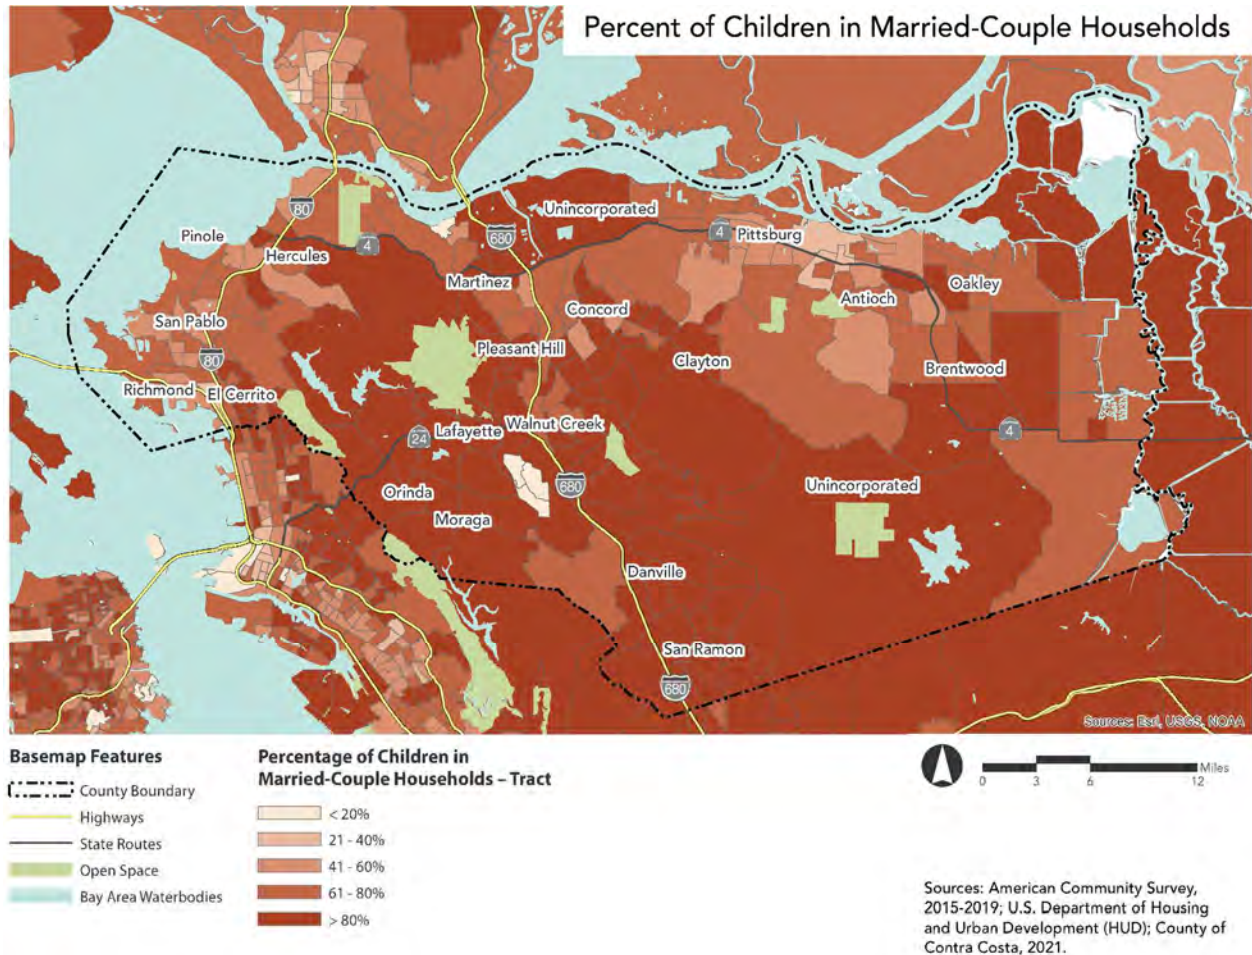 Percent of Children in Married-Couple Households
80
Unincorporated
Pinole
680
4
Pittsburg
4
Hercules
Martinez
Oakley
Antioch
Concord
San Pablo
Pleasant Hill
80
Clayton
Brentwood
Richmond
El Cerrito
Walnut Creek
Lafayette
24
4
680
Unincorporated
Orinda
Moraga
Danville
San Ramon
680
Sources: Esri, USGS, NOAA
Basemap Features
County Boundary
Highways
State Routes
Open Space
Bay Area Waterbodies
Percentage of Children in
Married-Couple Households – Tract
< 20%
21 - 40%
41 - 60%
61 - 80%
> 80%
Miles
0 3 6 12
Sources: American Community Survey,
2015-2019; U.S. Department of Housing
and Urban Development (HUD); County of
Contra Costa, 2021.